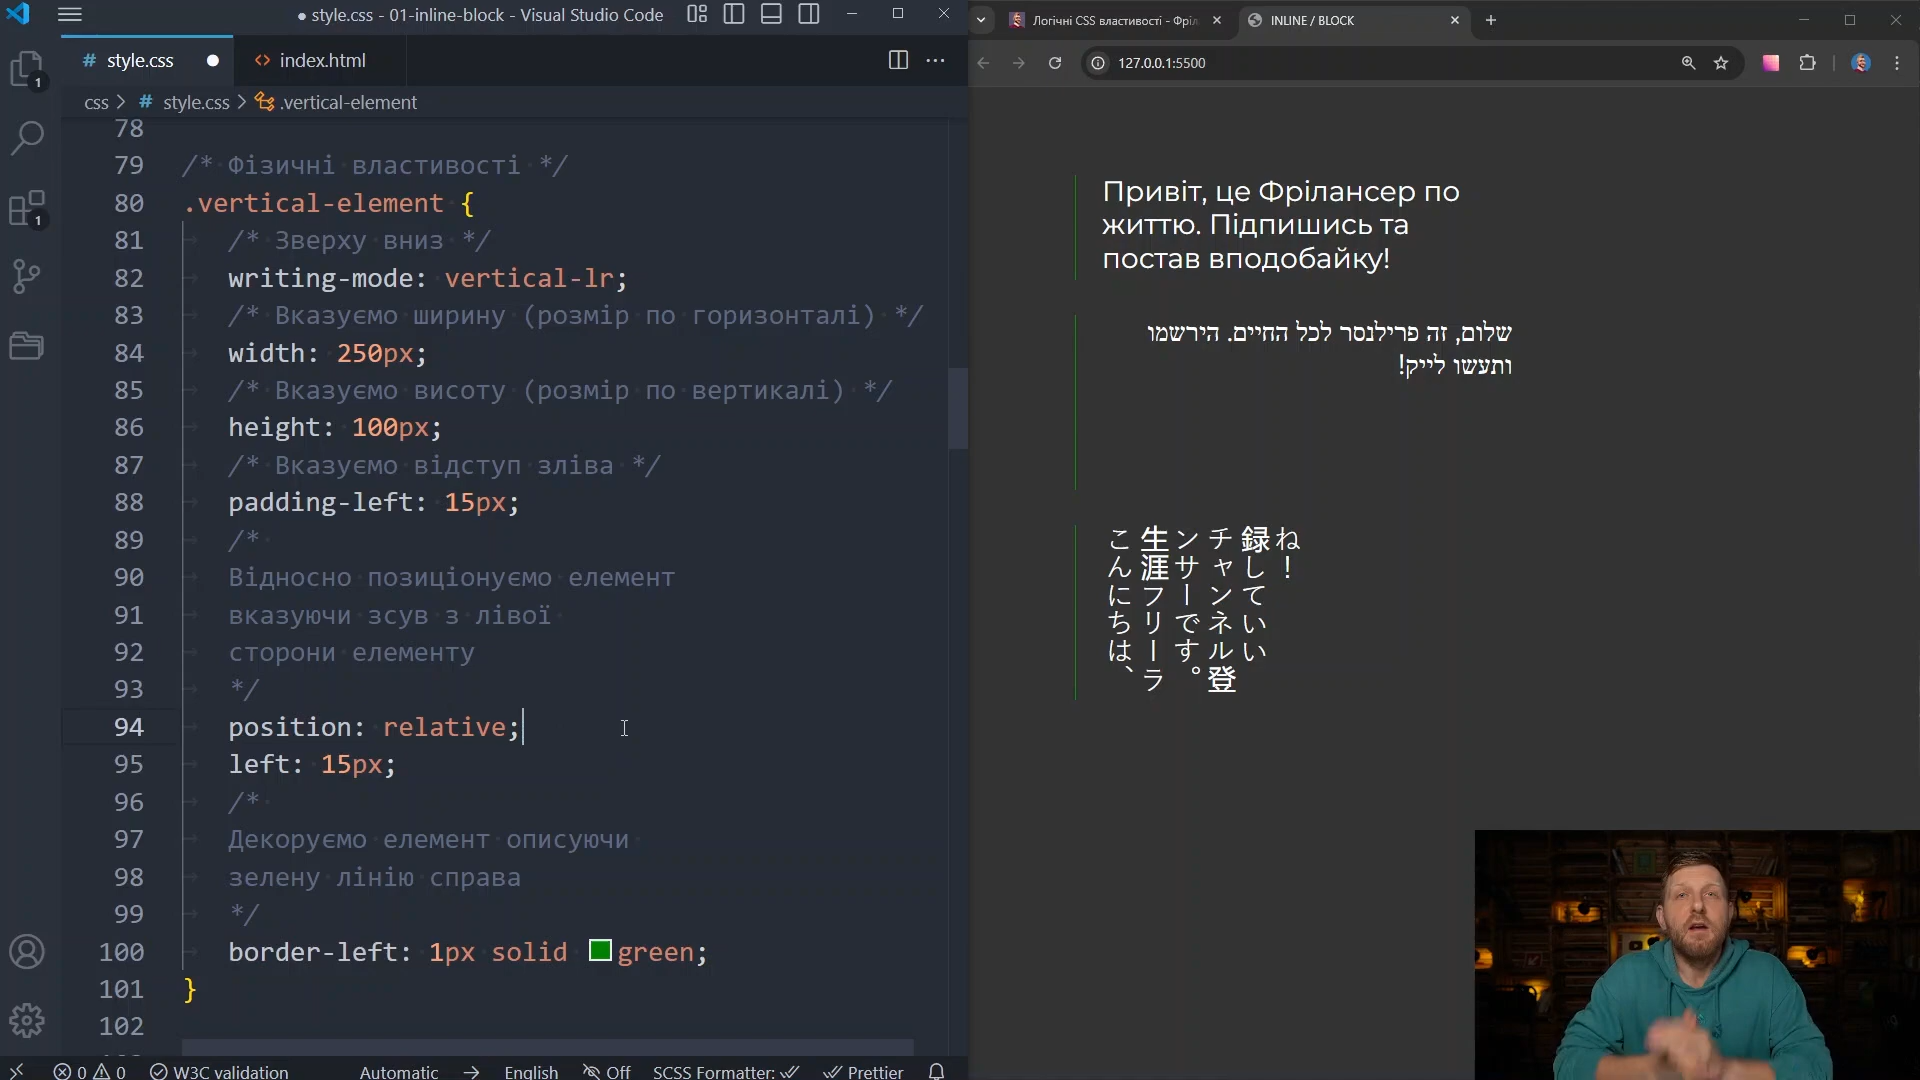 style.css - 01-inline-block - Visual Studio Code
# style.css
<> index.html
css > # style.css > .vertical-element
78
79 /* Фізичні властивості */
80 .vertical-element {
81 /* Зверху вниз */
82 writing-mode: vertical-lr;
83 /* Вказуємо ширину (розмір по горизонталі) */
84 width: 250px;
85 /* Вказуємо висоту (розмір по вертикалі) */
86 height: 100px;
87 /* Вказуємо відступ зліва */
88 padding-left: 15px;
89 /*
90 Відносно позиціонуємо елемент
91 вказуючи зсув з лівої
92 сторони елементу
93 */
94 position: relative;
95 left: 15px;
96 /*
97 Декоруємо елемент описуючи
98 зелену лінію справа
99 */
100 border-left: 1px solid green;
101 }
102
1
1
0 0 W3C validation Automatic → English Off SCSS Formatter: Prettier
Логічні CSS властивості - Фріл
INLINE / BLOCK
127.0.0.1:5500
Привіт, це Фрілансер по
життю. Підпишись та
постав вподобайку!
שלום, זה פרילנסר לכל החיים. הירשמו
ותעשו לייק!
こんにちは、
生涯フリーラ
ンサーです。
チャンネル登
録していい
ね！